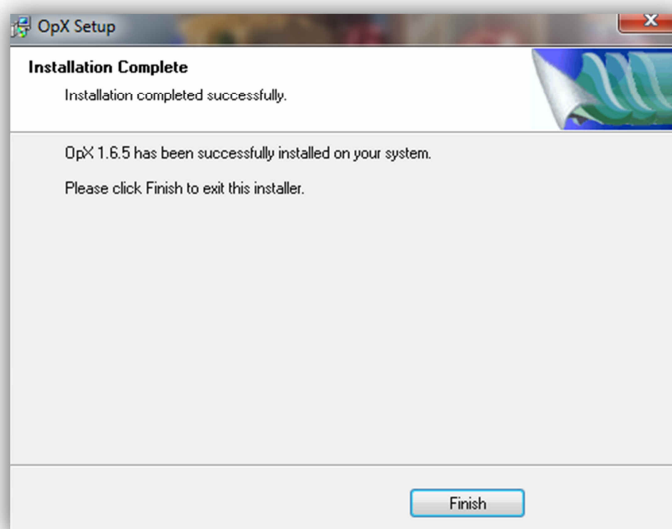 OpX Setup
Installation Complete
Installation completed successfully.
OpX 1.6.5 has been successfully installed on your system.
Please click Finish to exit this installer.
Finish